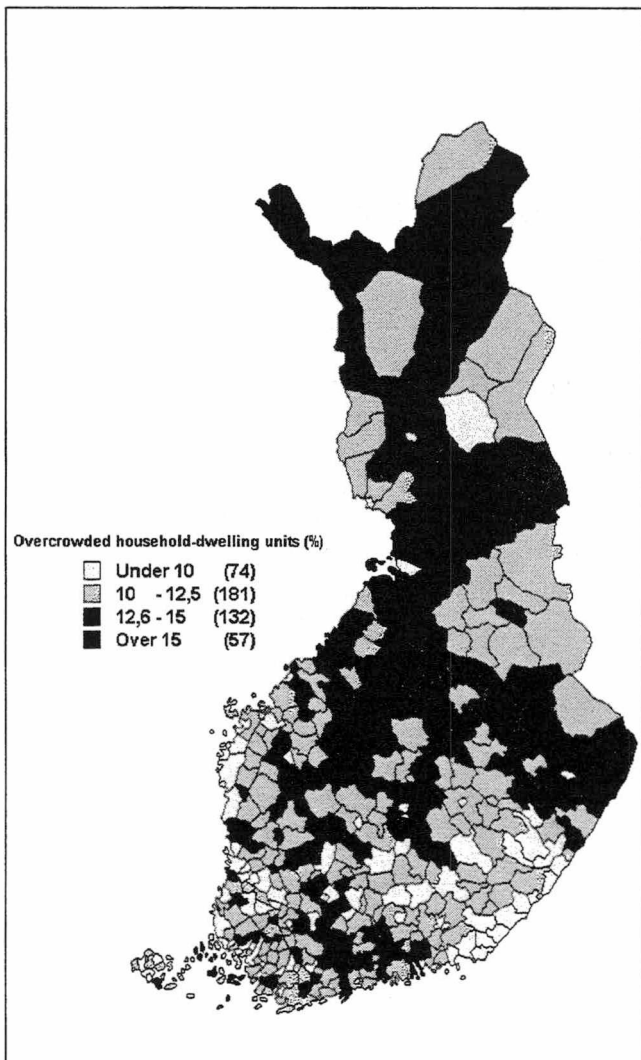 Overcrowded household-dwelling units (%)
Under 10 (74)
10 - 12,5 (181)
12,6 - 15 (132)
Over 15 (57)